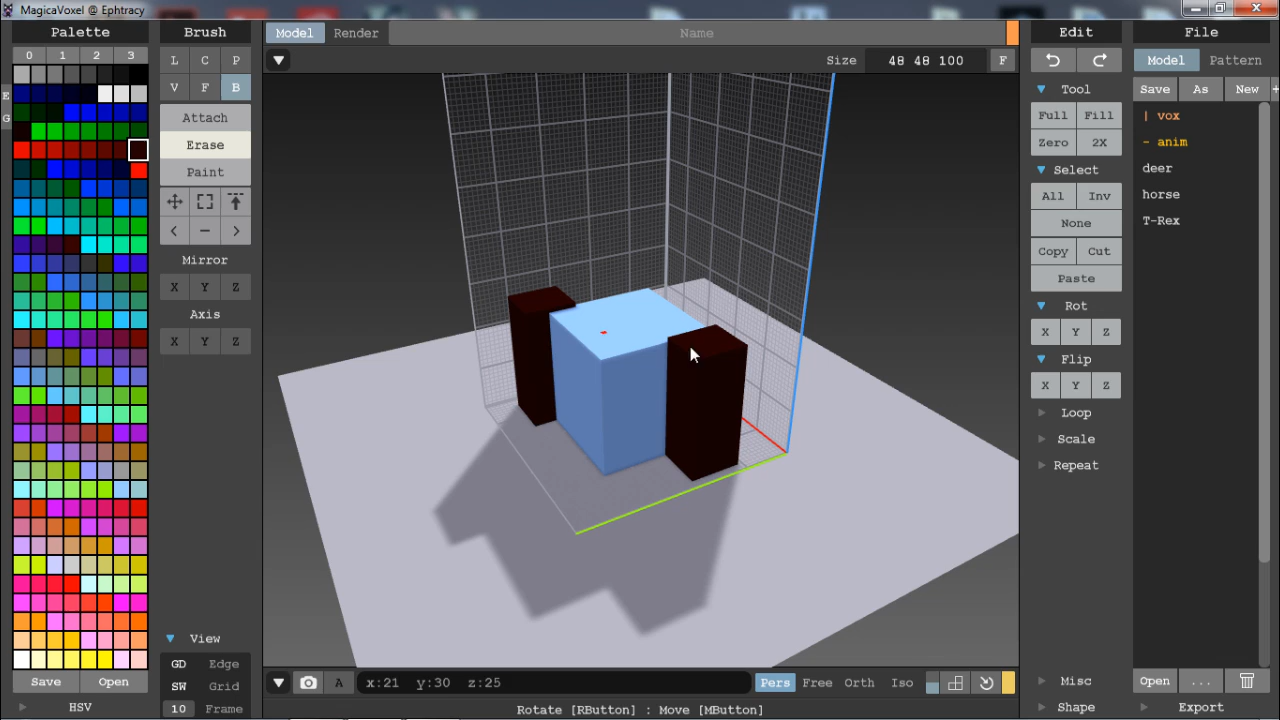 MagicaVoxel @ Ephtracy
Palette
0 1 2 3
E
G
Save Open
HSV
Brush
L C P
V F B
Attach
Erase
Paint
< − >
Mirror
X Y Z
Axis
X Y Z
View
GD Edge
SW Grid
10 Frame
Model Render Name
Size 48 48 100 F
A x:21 y:30 z:25 Pers Free Orth Iso
Rotate [RButton] : Move [MButton]
Edit
Tool
Full Fill
Zero 2X
Select
All Inv
None
Copy Cut
Paste
Rot
X Y Z
Flip
X Y Z
Loop
Scale
Repeat
Misc
Shape
File
Model Pattern
Save As New +
| vox
- anim
deer
horse
T-Rex
Open ...
Export